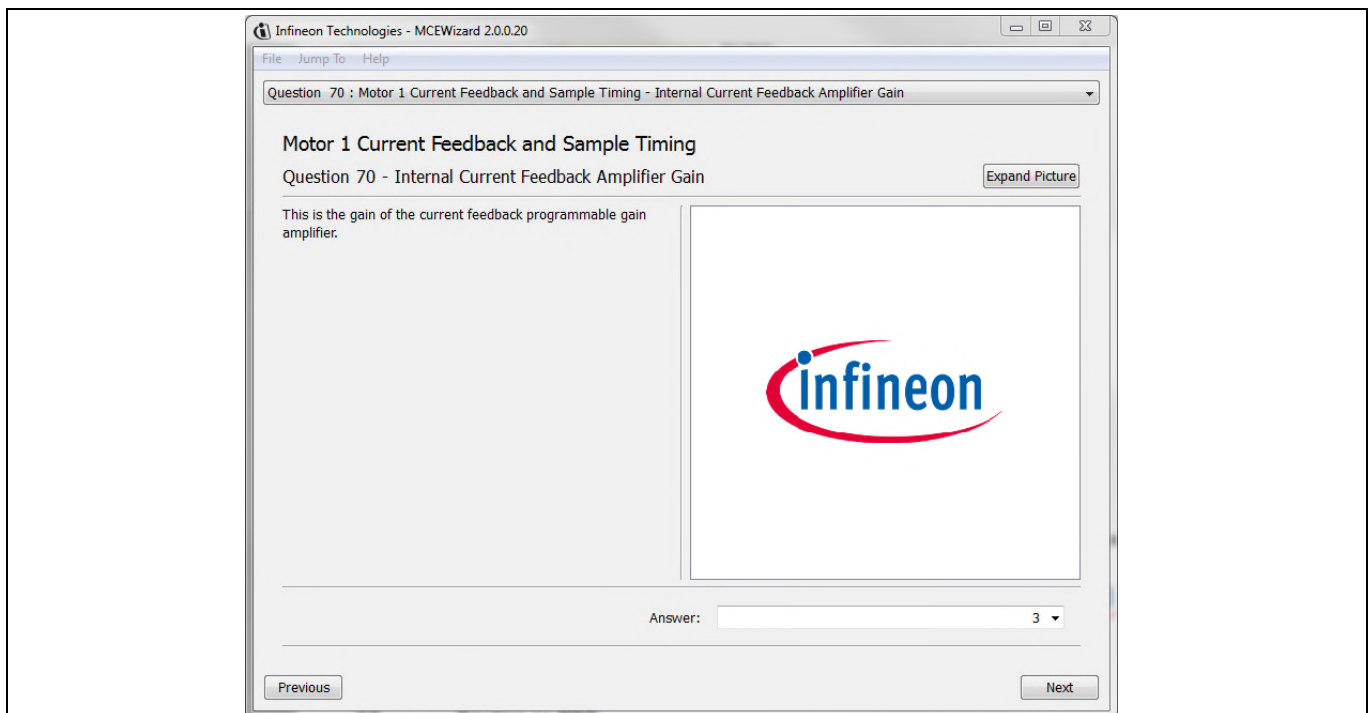 Infineon Technologies - MCEWizard 2.0.0.20
File Jump To Help
Question 70 : Motor 1 Current Feedback and Sample Timing - Internal Current Feedback Amplifier Gain
Motor 1 Current Feedback and Sample Timing
Question 70 - Internal Current Feedback Amplifier Gain
Expand Picture
This is the gain of the current feedback programmable gain
amplifier.
infineon
Answer:
3
Previous
Next